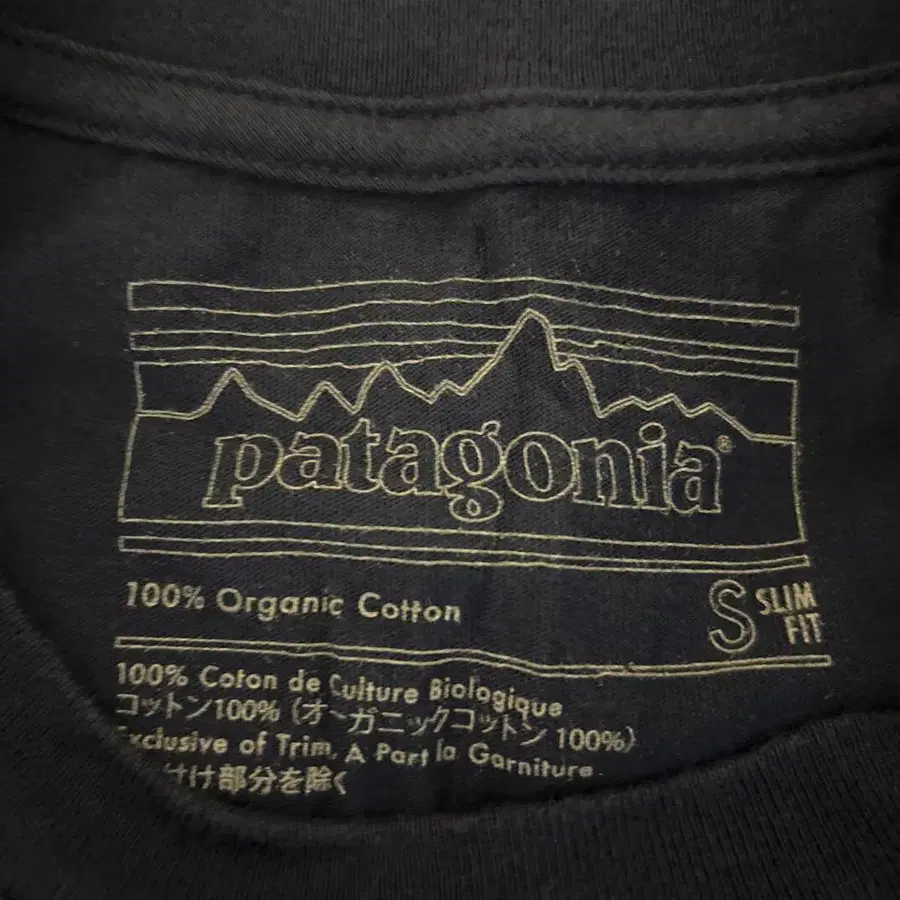 patagonia®
100% Organic Cotton
S SLIM FIT
100% Coton de Culture Biologique
コットン100% (オーガニックコットン 100%)
Exclusive of Trim. A Part la Garniture.
付け部分を除く